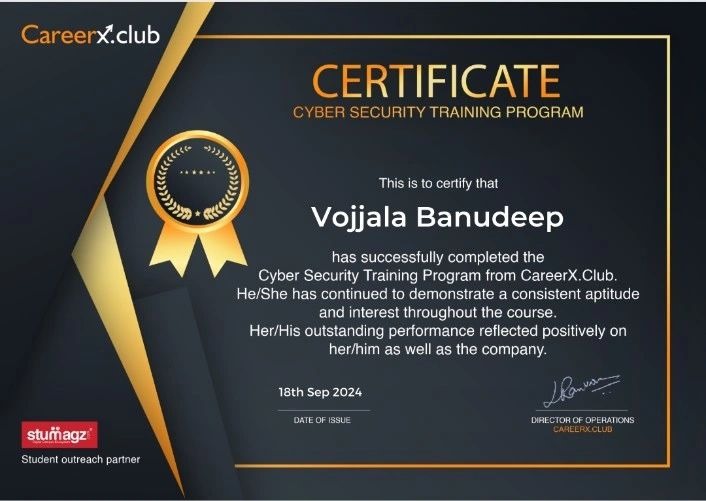 Careerx.club
CERTIFICATE
CYBER SECURITY TRAINING PROGRAM
This is to certify that
Vojjala Banudeep
has successfully completed the
Cyber Security Training Program from CareerX.Club.
He/She has continued to demonstrate a consistent aptitude
and interest throughout the course.
Her/His outstanding performance reflected positively on
her/him as well as the company.
18th Sep 2024
DATE OF ISSUE
DIRECTOR OF OPERATIONS
CAREERX.CLUB
stumagz
Student outreach partner